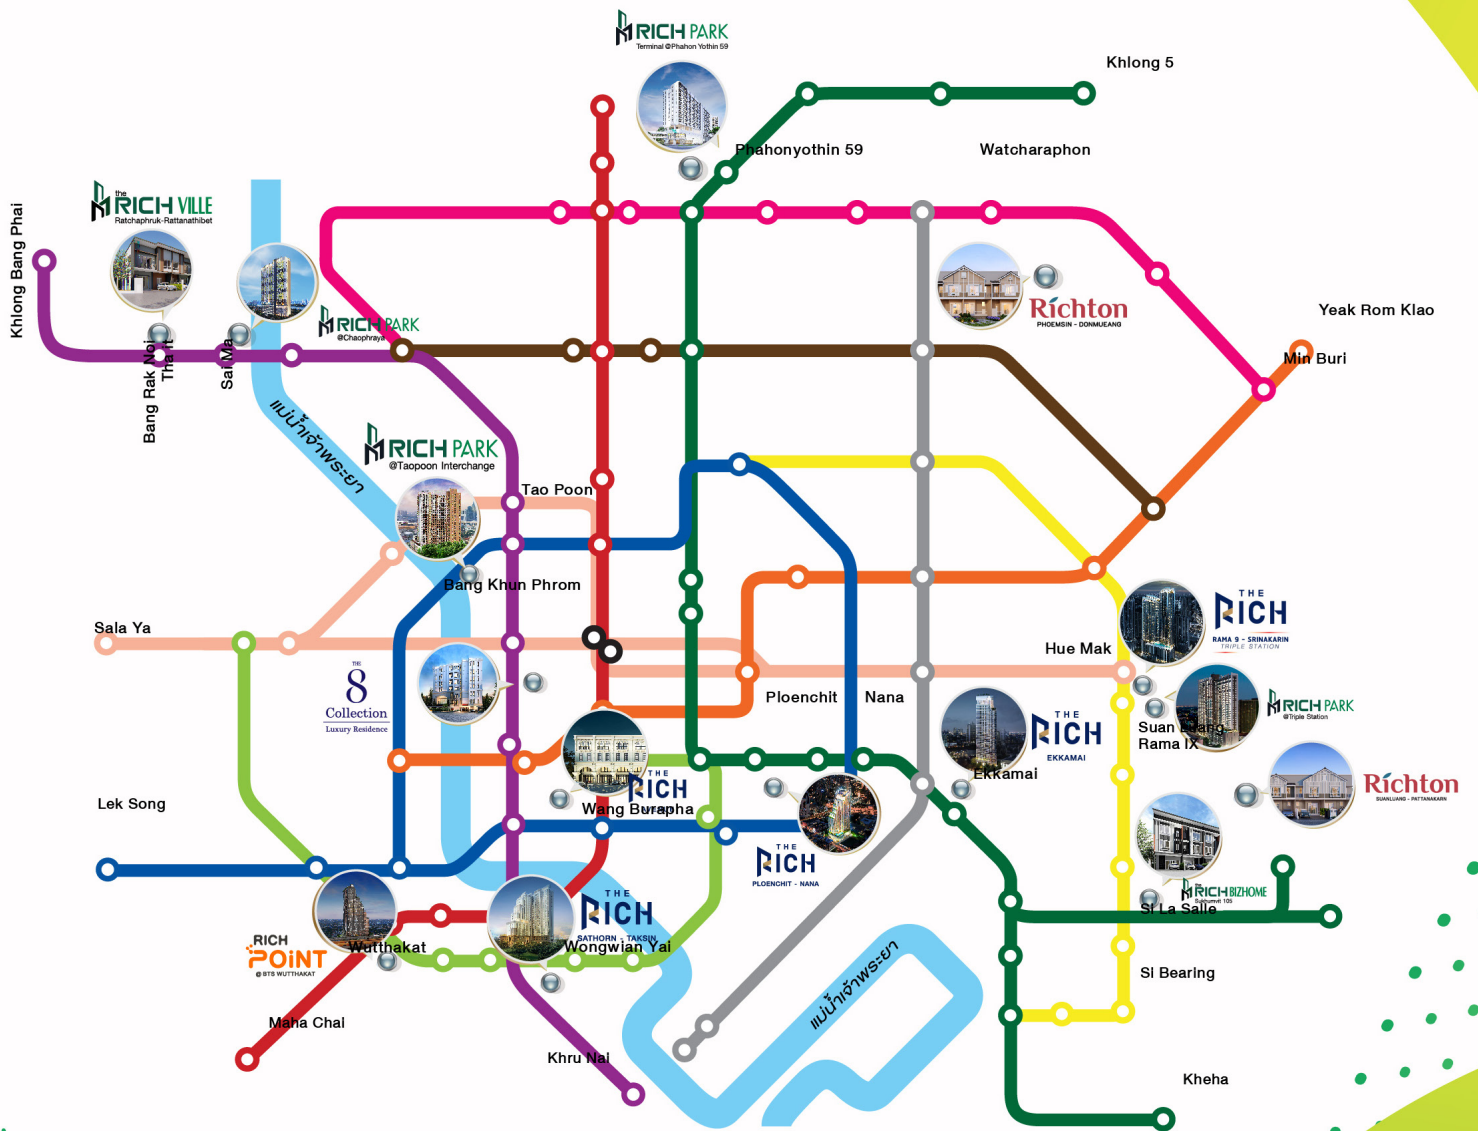 RICH PARK
Terminal @Phahon Yothin 59
Khlong 5
Phahonyothin 59
Watcharaphon
the
RICH VILLE
Ratchaphruk-Rattanathibet
Khlong Bang Phai
Bang Rak Noi
Tha It
Sai Ma
RICH PARK
@Chaophraya
Richton
PHOEMSIN - DONMUEANG
Yeak Rom Klao
Min Buri
แม่น้ำเจ้าพระยา
RICH PARK
@Taopoon Interchange
Tao Poon
Bang Khun Phrom
Sala Ya
THE
8
Collection
Luxury Residence
THE
RICH
RAMA 9 - SRINAKARIN
TRIPLE STATION
Hue Mak
Ploenchit
Nana
RICH PARK
@Triple Station
Suan Luang
Rama IX
THE
RICH
EKKAMAI
Ekkamai
THE
RICH
Wang Burapha
Richton
SUANLUANG - PATTANAKARN
Lek Song
THE
RICH
PLOENCHIT - NANA
RICH BIZHOME
Sukhumvit 105
Si La Salle
THE
RICH
SATHORN - TAKSIN
Wongwian Yai
RICH
POINT
@ BTS WUTTHAKAT
Wutthakat
แม่น้ำเจ้าพระยา
Si Bearing
Maha Chai
Khru Nai
Kheha